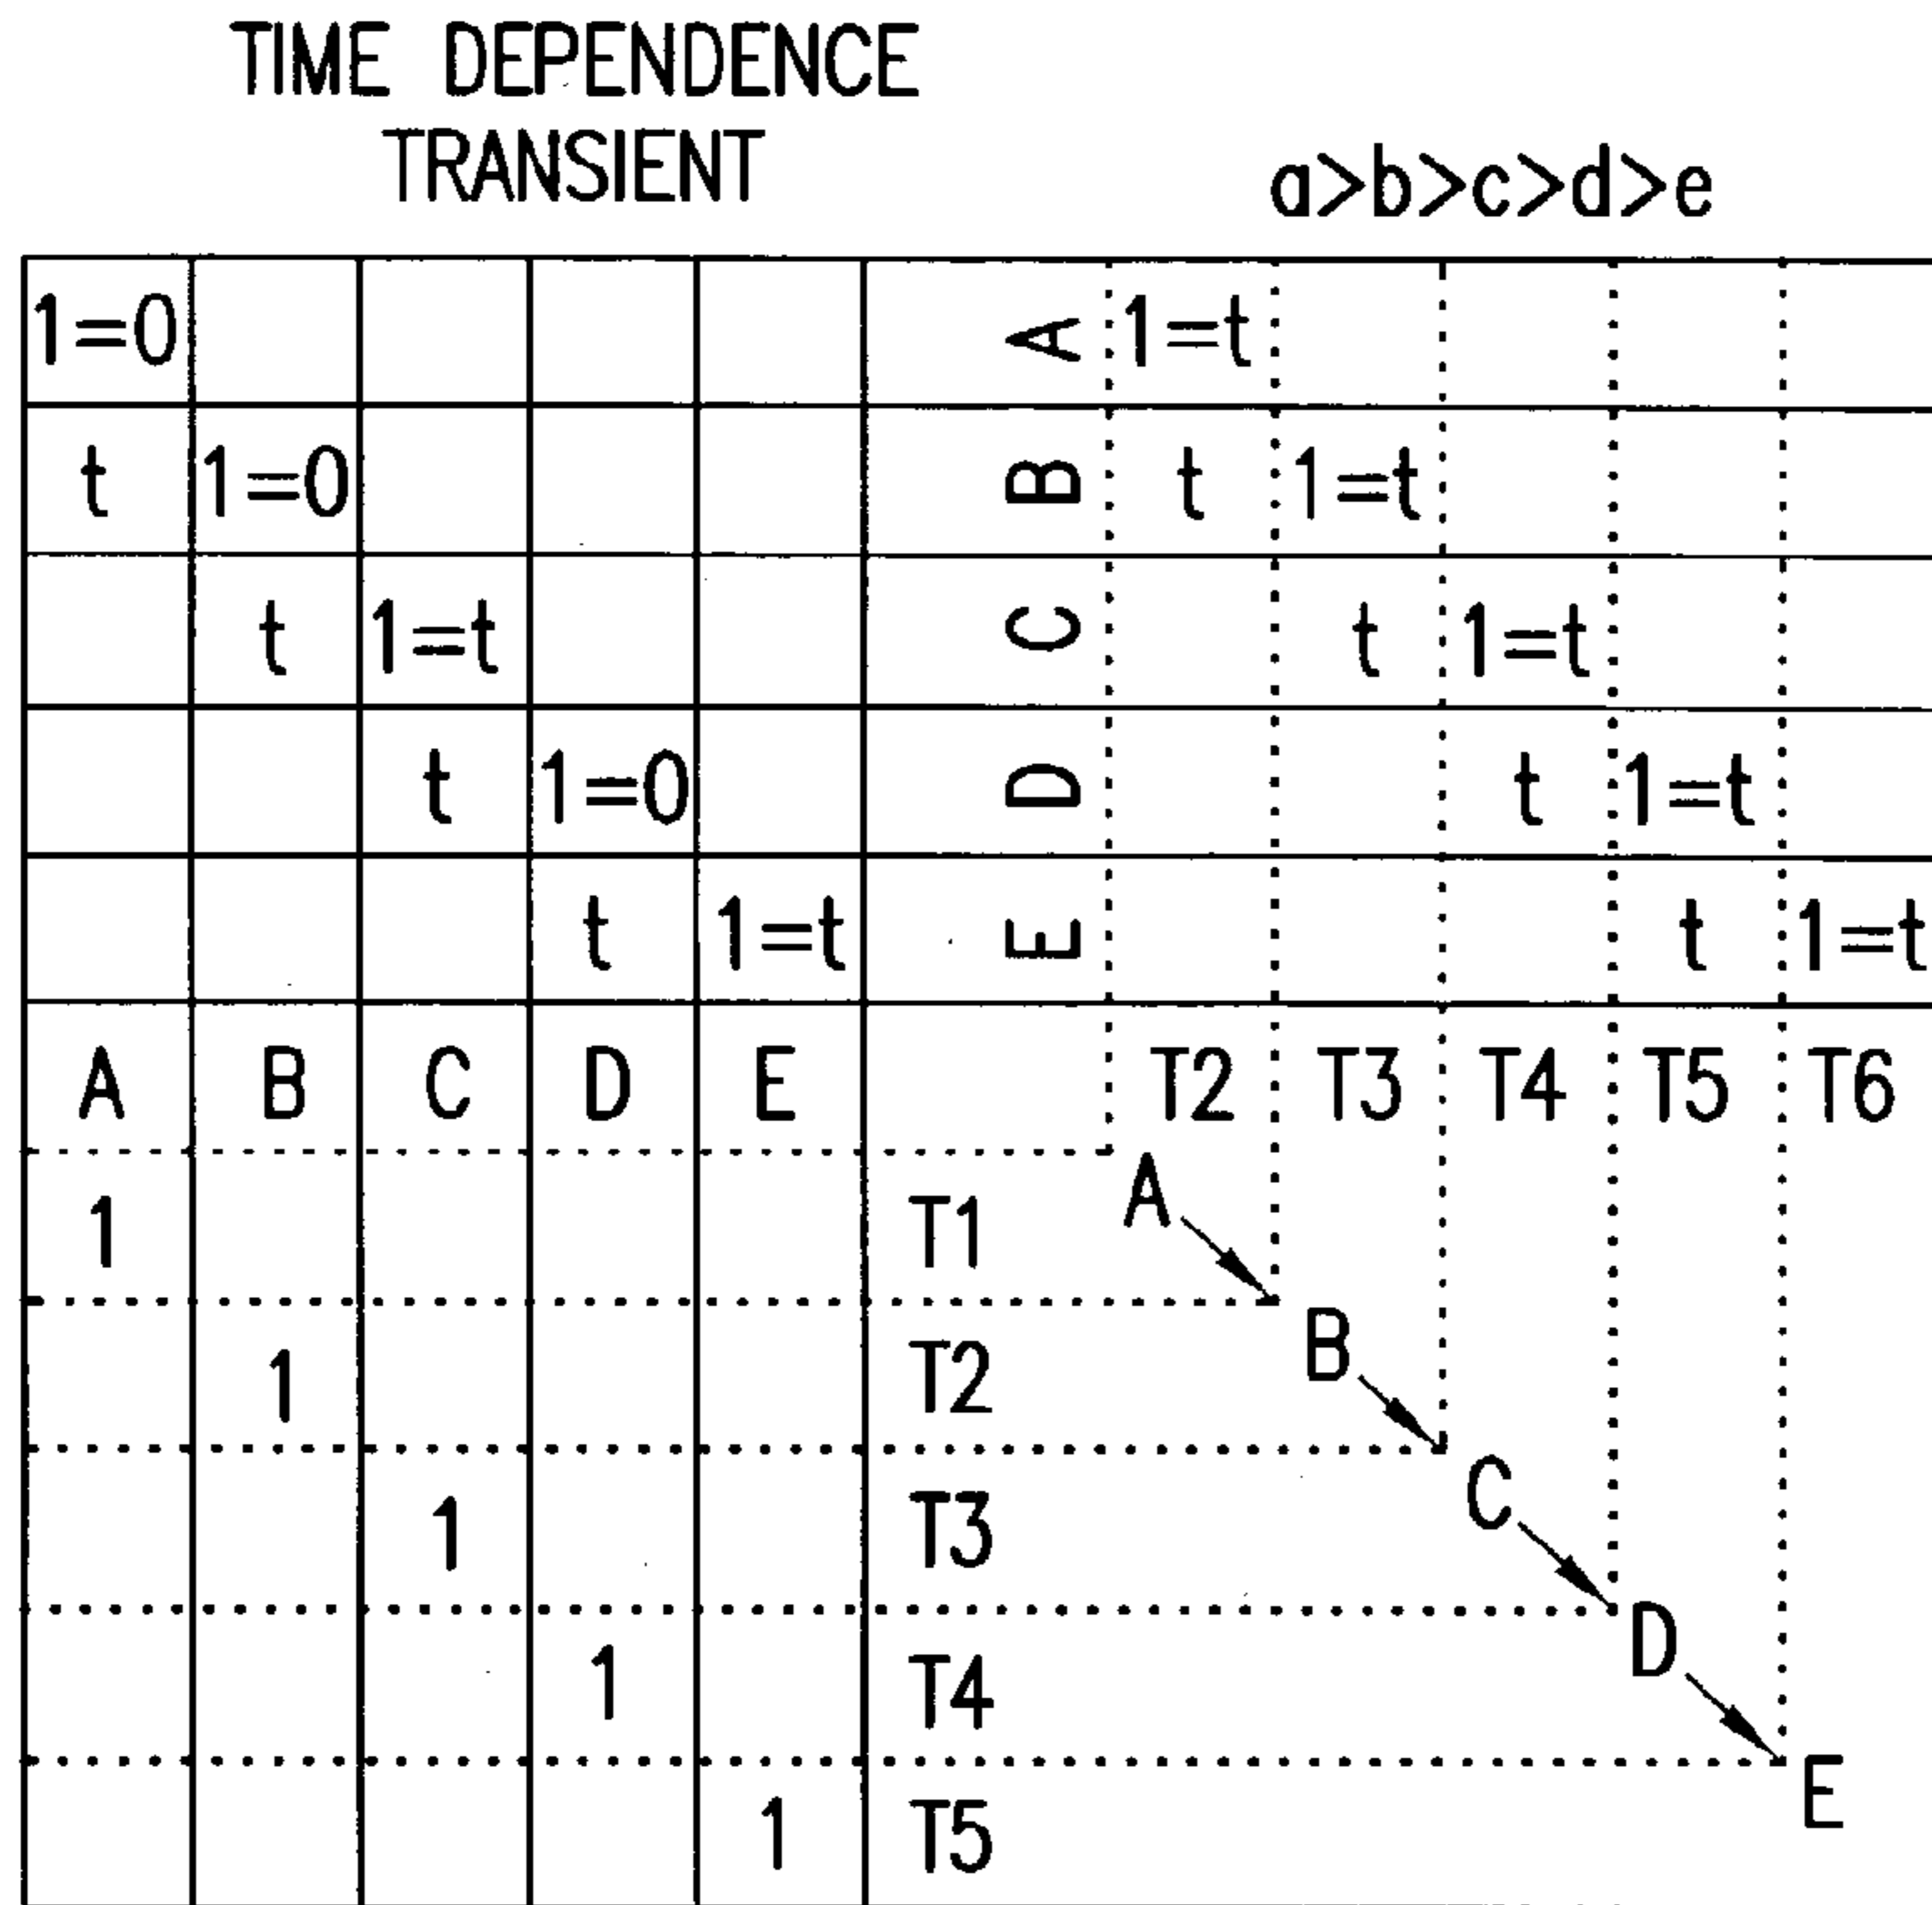 TIME DEPENDENCE
TRANSIENT
a>b>c>d>e
1=0 A 1=t
t 1=0 B t 1=t
t 1=t C t 1=t
t 1=0 D t 1=t
t 1=t E t 1=t
A B C D E T2 T3 T4 T5 T6
1 T1 A
1 T2 B
1 T3 C
1 T4 D
1 T5 E